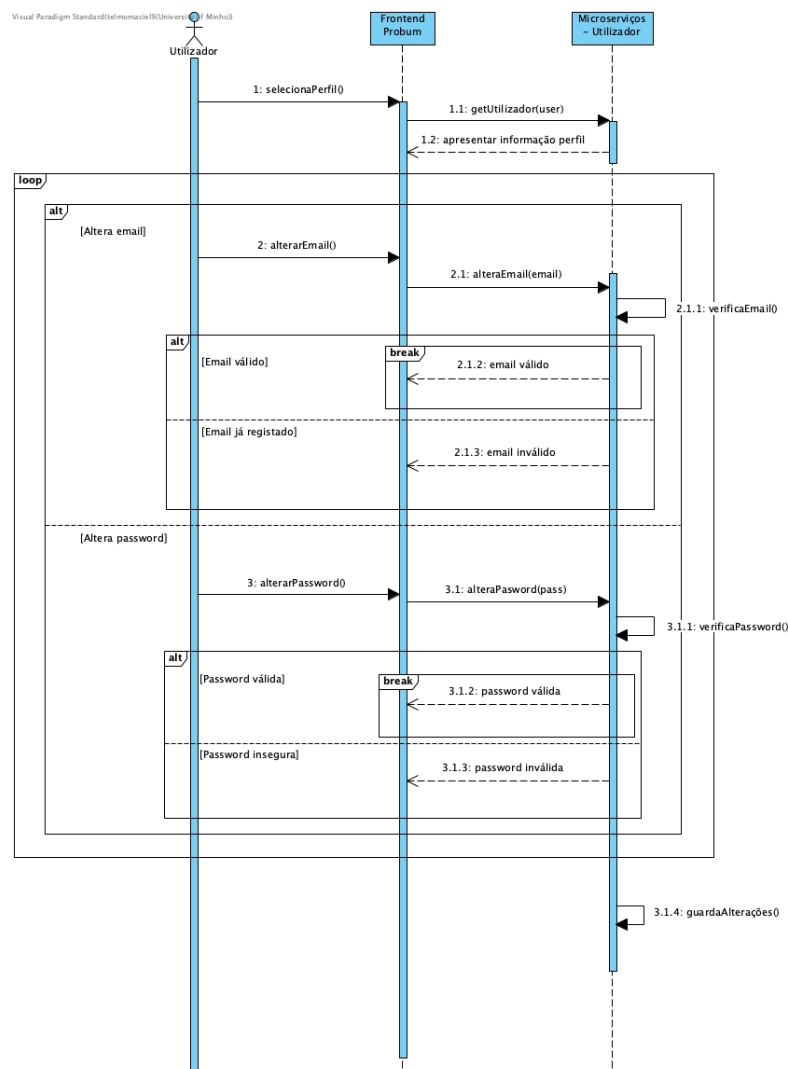 Visual Paradigm Standard(telmomaciel9(University of Minho))
Utilizador
Frontend
Probum
Microserviços
- Utilizador
1: selecionaPerfil()
1.1: getUtilizador(user)
1.2: apresentar informação perfil
loop
alt
[Altera email]
2: alterarEmail()
2.1: alteraEmail(email)
2.1.1: verificaEmail()
alt
break
[Email válido]
2.1.2: email válido
[Email já registado]
2.1.3: email inválido
[Altera password]
3: alterarPassword()
3.1: alteraPasword(pass)
3.1.1: verificaPassword()
alt
break
[Password válida]
3.1.2: password válida
[Password insegura]
3.1.3: password inválida
3.1.4: guardaAlterações()